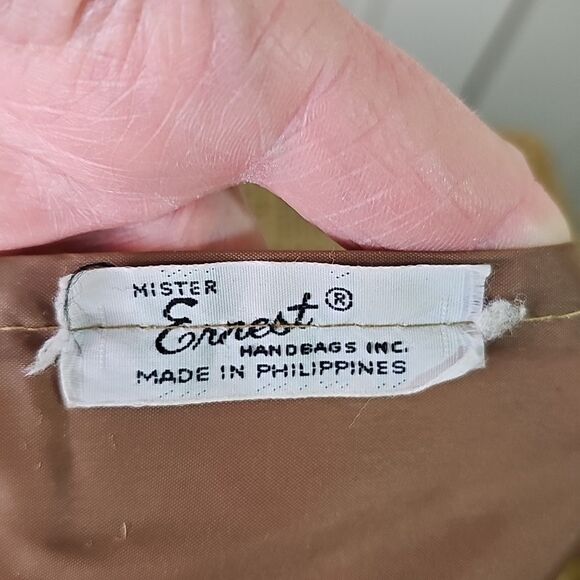 MISTER
Ernest®
HANDBAGS INC.
MADE IN PHILIPPINES